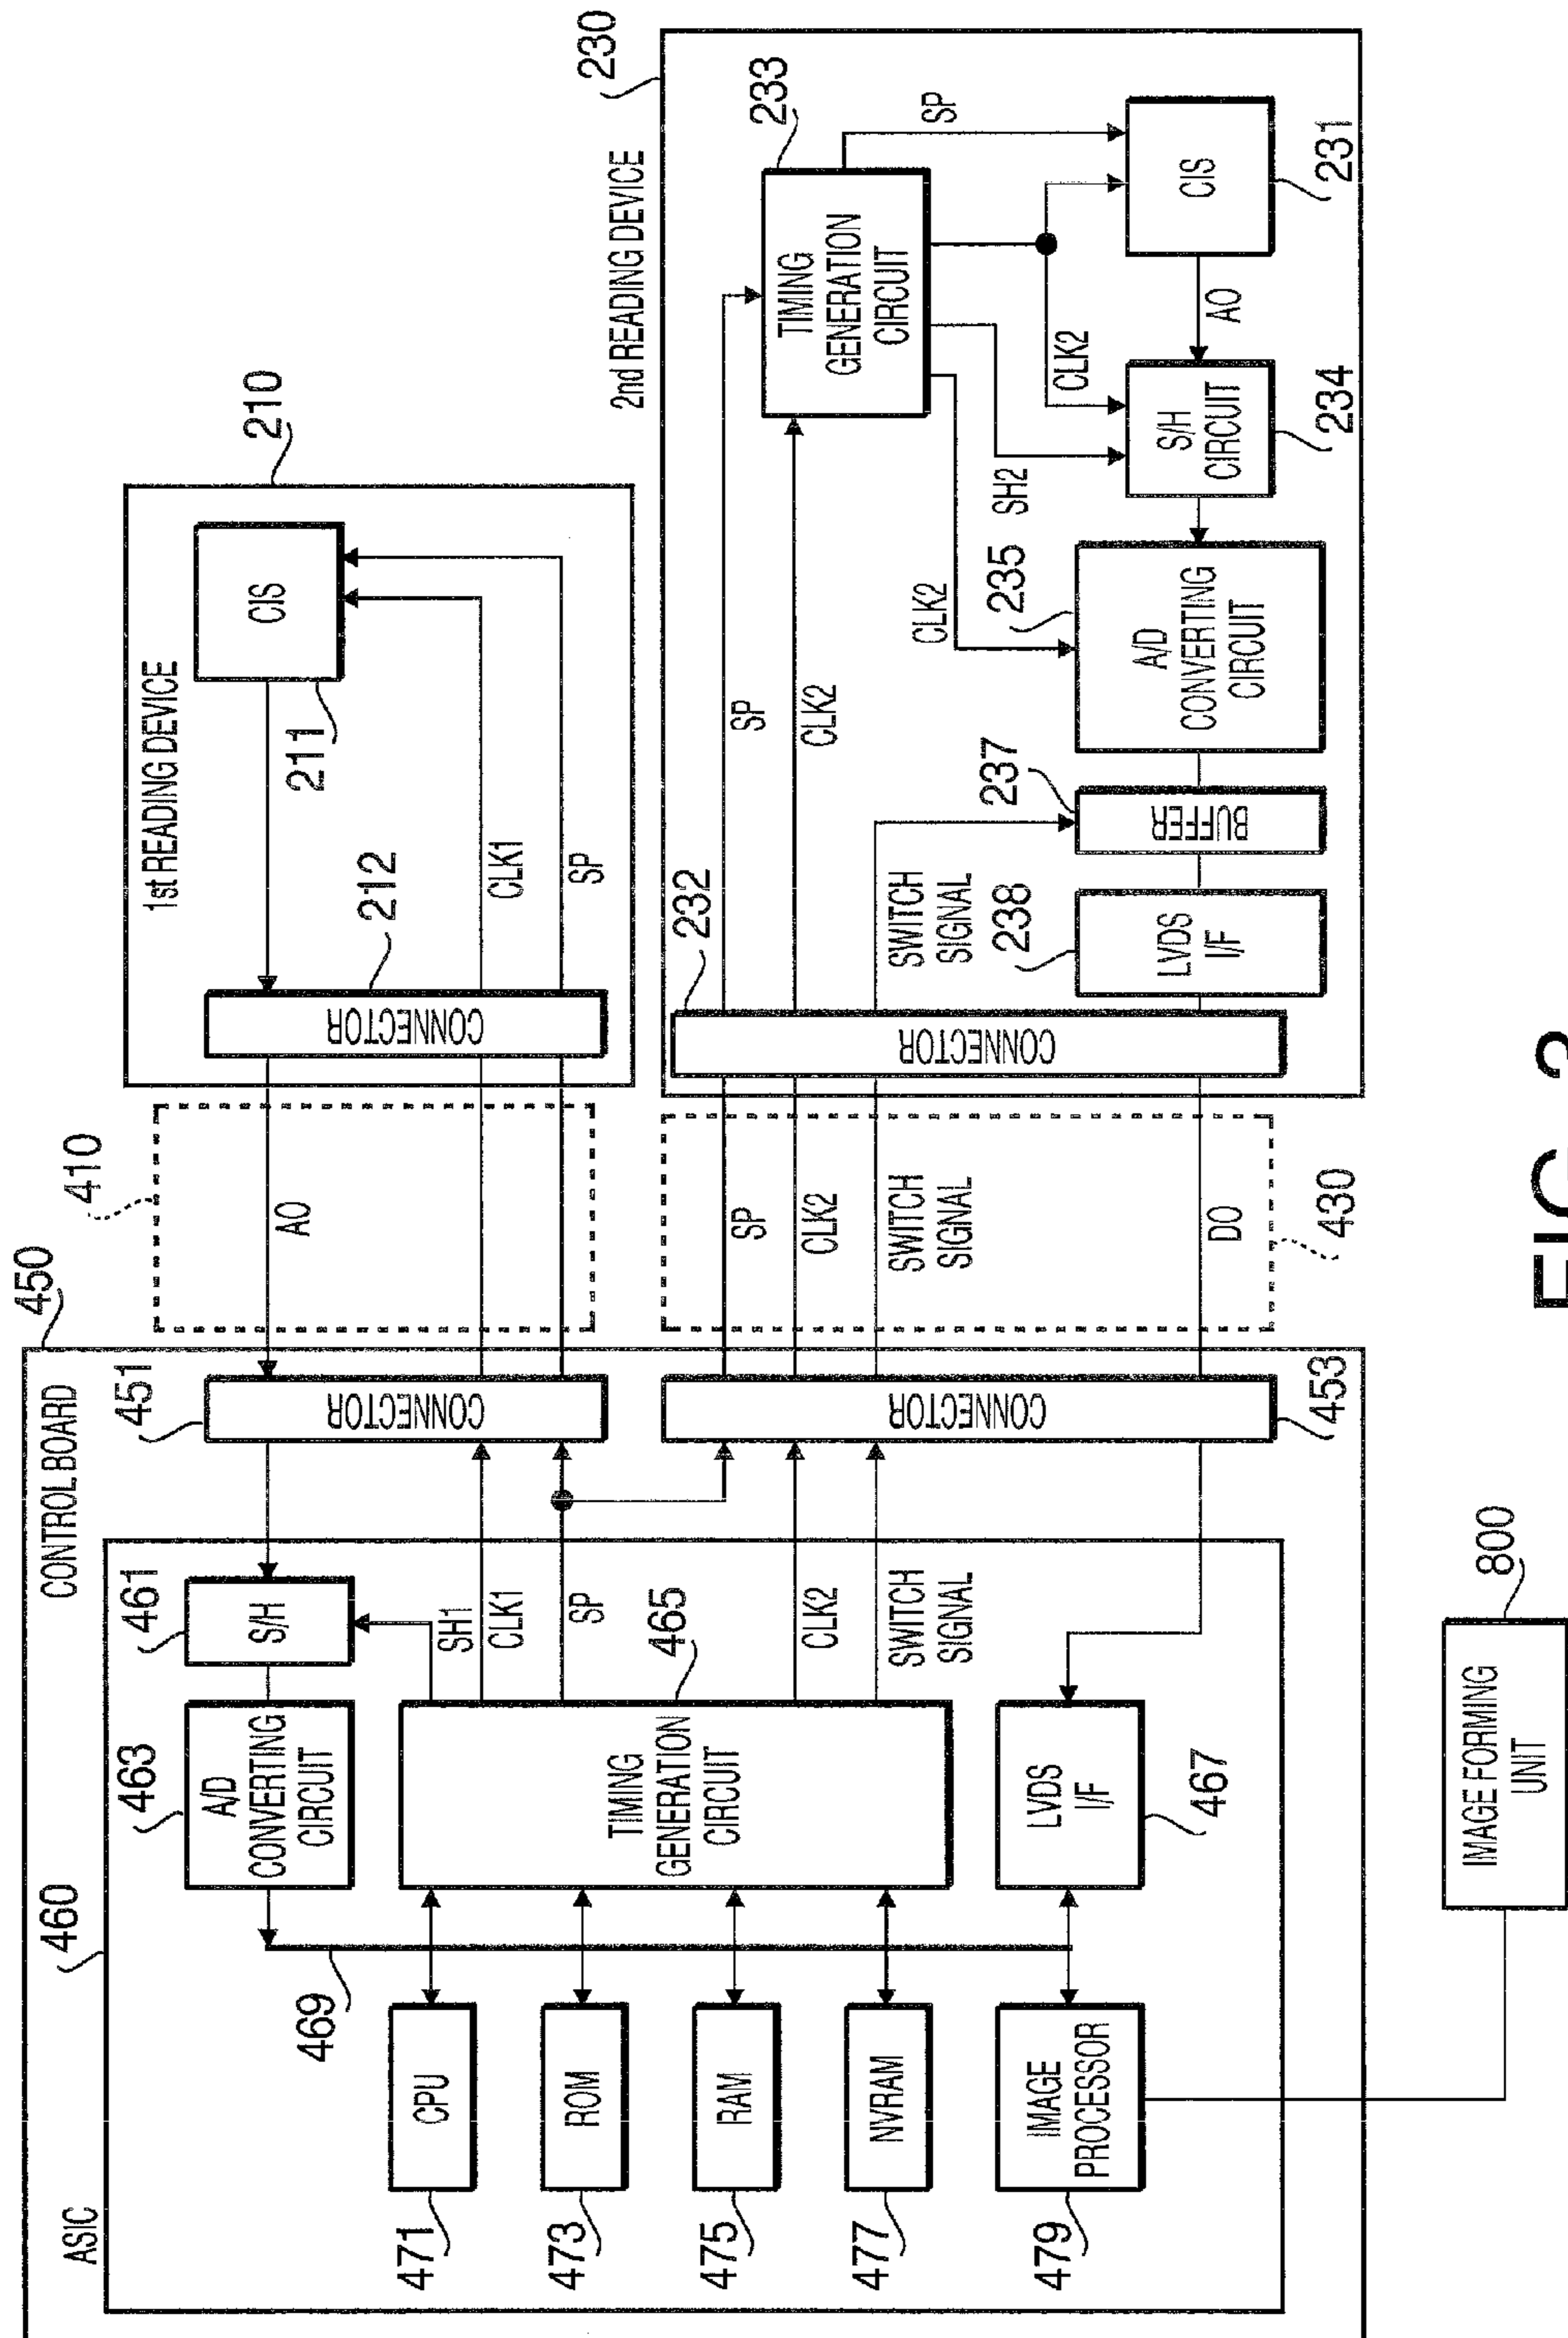 450
CONTROL BOARD
460
ASIC
463
A/D
CONVERTING
CIRCUIT
461
S/H
451
CONNECTOR
410
AO
1st READING DEVICE
210
212
CONNECTOR
211
CIS
CLK1
SP
469
471
CPU
473
ROM
475
RAM
477
NVRAM
479
IMAGE
PROCESSOR
TIMING
GENERATION
CIRCUIT
465
SH1
CLK1
SP
CLK2
SWITCH
SIGNAL
LVDS
I/F
467
CONNECTOR
453
SP
CLK2
SWITCH
SIGNAL
DO
430
2nd READING DEVICE
230
232
CONNECTOR
SP
CLK2
SWITCH
SIGNAL
238
LVDS
I/F
237
BUFFER
235
A/D
CONVERTING
CIRCUIT
CLK2
SH2
CLK2
233
TIMING
GENERATION
CIRCUIT
SP
S/H
CIRCUIT
234
AO
CIS
231
800
IMAGE FORMING
UNIT